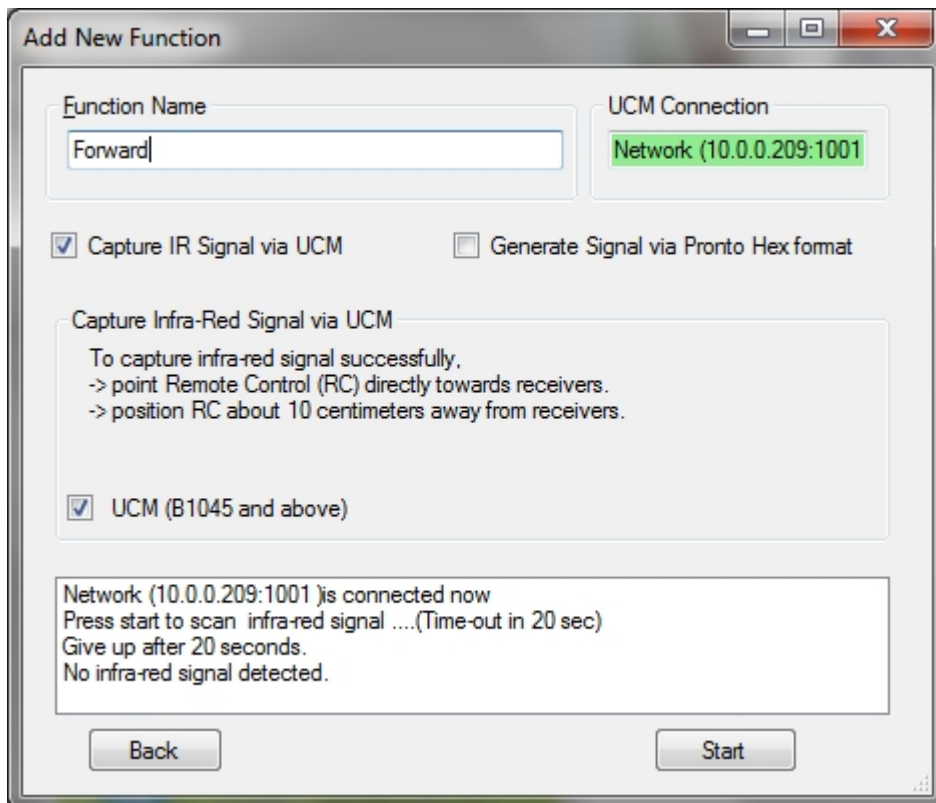 Add New Function
Function Name
UCM Connection
Forward
Network (10.0.0.209:1001
Capture IR Signal via UCM
Generate Signal via Pronto Hex format
Capture Infra-Red Signal via UCM
To capture infra-red signal successfully,
-> point Remote Control (RC) directly towards receivers.
-> position RC about 10 centimeters away from receivers.
UCM (B1045 and above)
Network (10.0.0.209:1001 )is connected now
Press start to scan  infra-red signal ....(Time-out in 20 sec)
Give up after 20 seconds.
No infra-red signal detected.
Back
Start